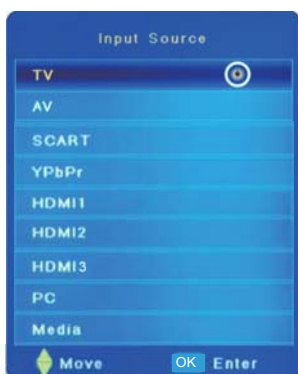 Input Source
TV
AV
SCART
YPbPr
HDMI1
HDMI2
HDMI3
PC
Media
Move OK Enter